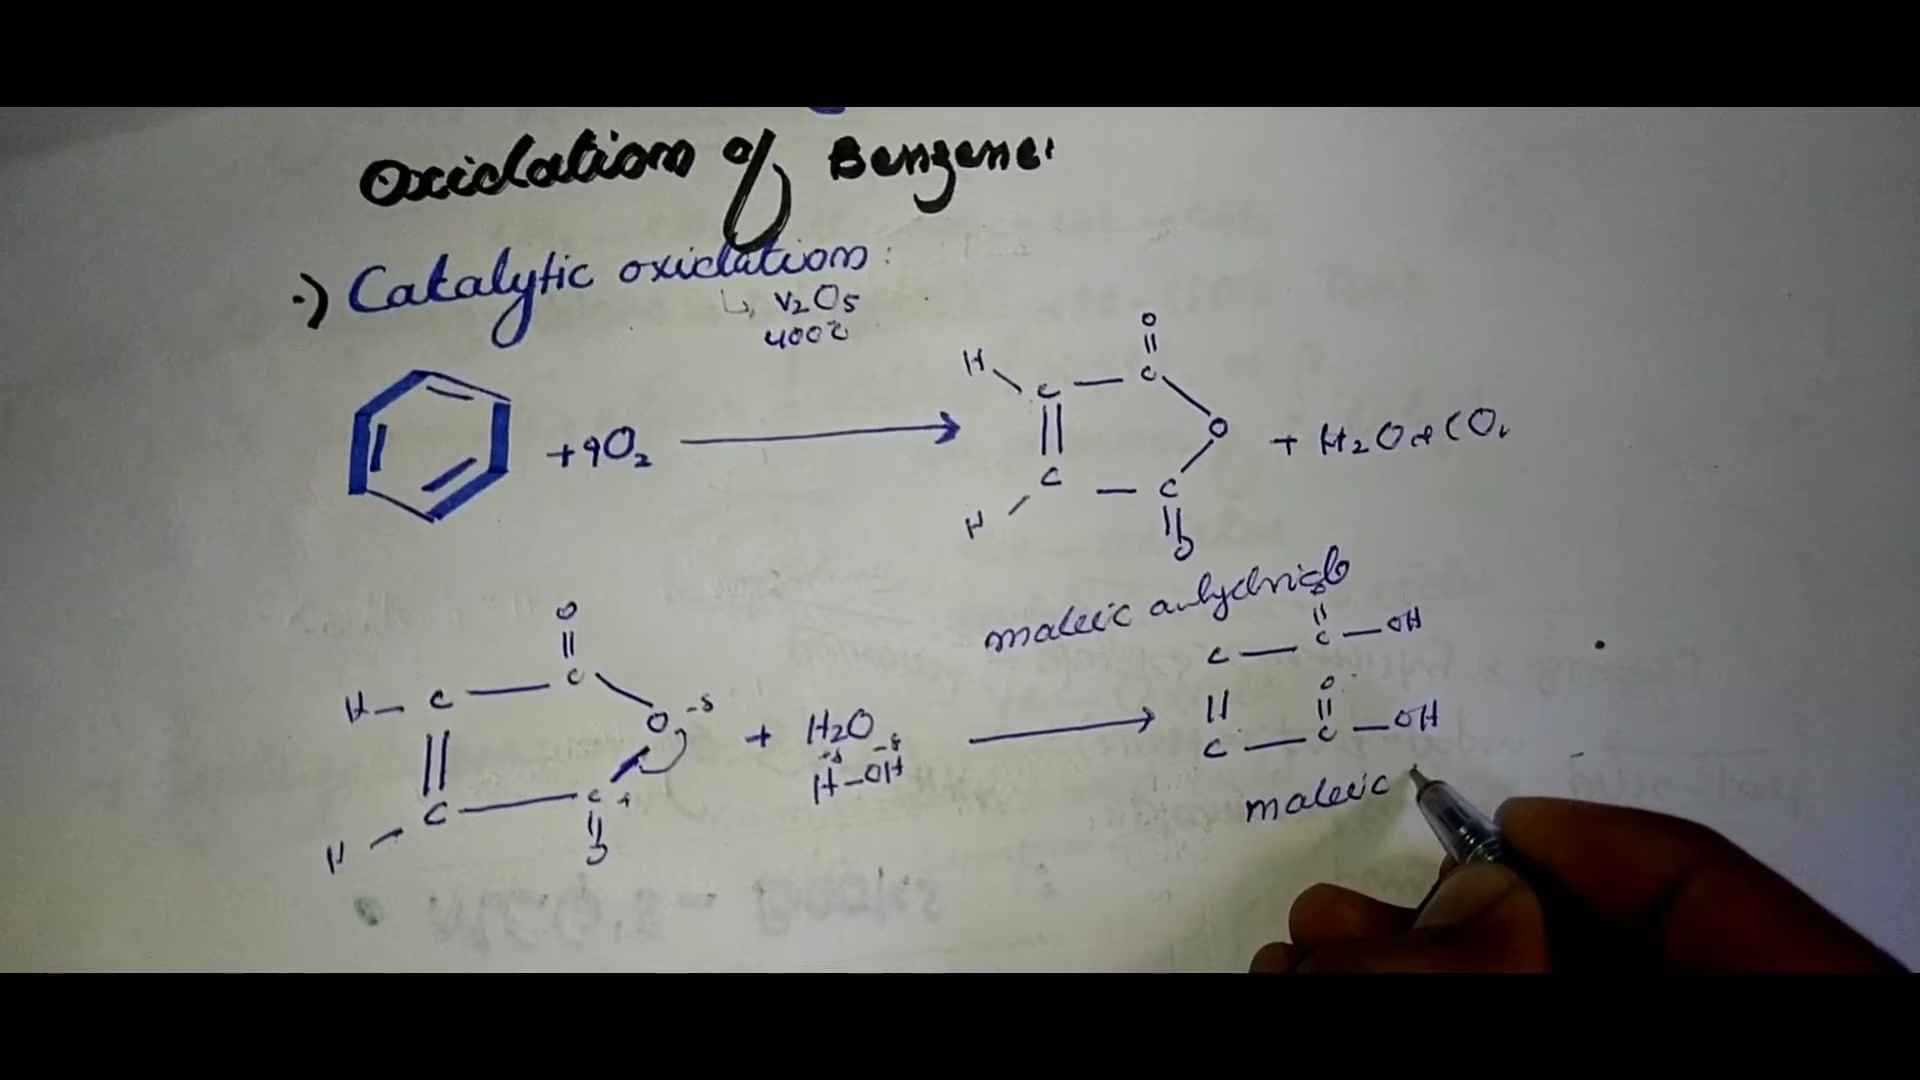 Oxidation of Benzene:
·) Catalytic oxidation:
↳ V2O5
400°C
+ 9O2 → + H2O + CO2
H C C O
O
H C C O
maleic anhydride
O
H - C - C O -δ + H2O → C - C - OH
H - OH
O
H C - C + O C - C - OH
maleic